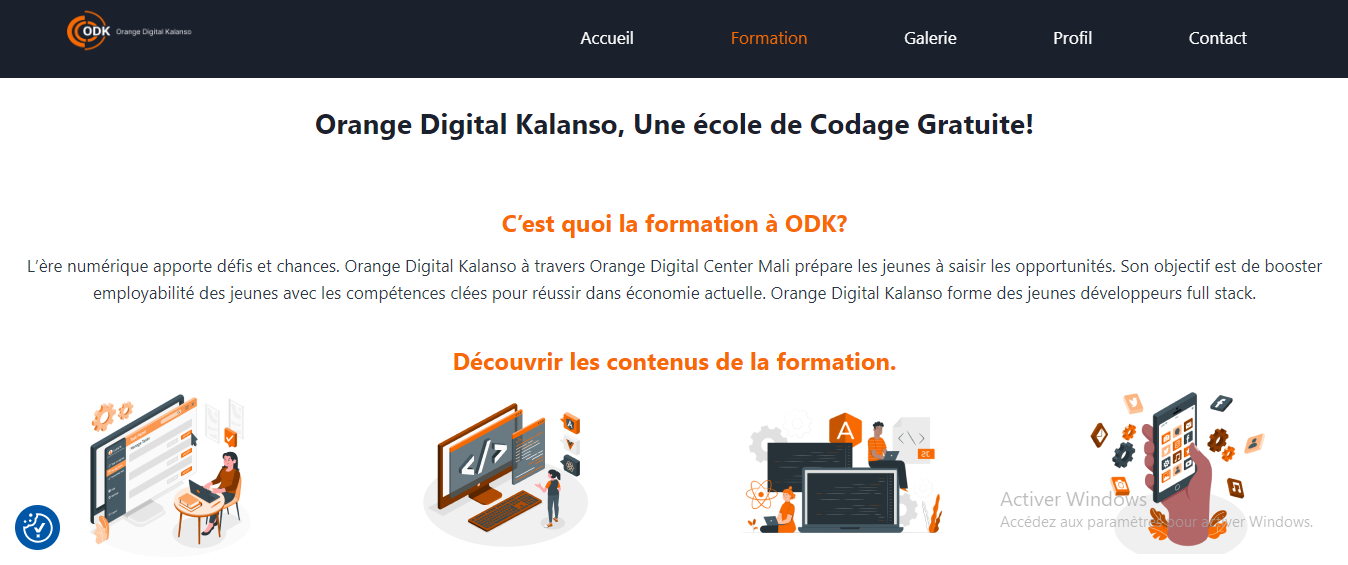 ODK Orange Digital Kalanso
Accueil Formation Galerie Profil Contact
Orange Digital Kalanso, Une école de Codage Gratuite!
C’est quoi la formation à ODK?
L’ère numérique apporte défis et chances. Orange Digital Kalanso à travers Orange Digital Center Mali prépare les jeunes à saisir les opportunités. Son objectif est de booster
employabilité des jeunes avec les compétences clées pour réussir dans économie actuelle. Orange Digital Kalanso forme des jeunes développeurs full stack.
Découvrir les contenus de la formation.
Activer Windows
Accédez aux paramètres pour activer Windows.